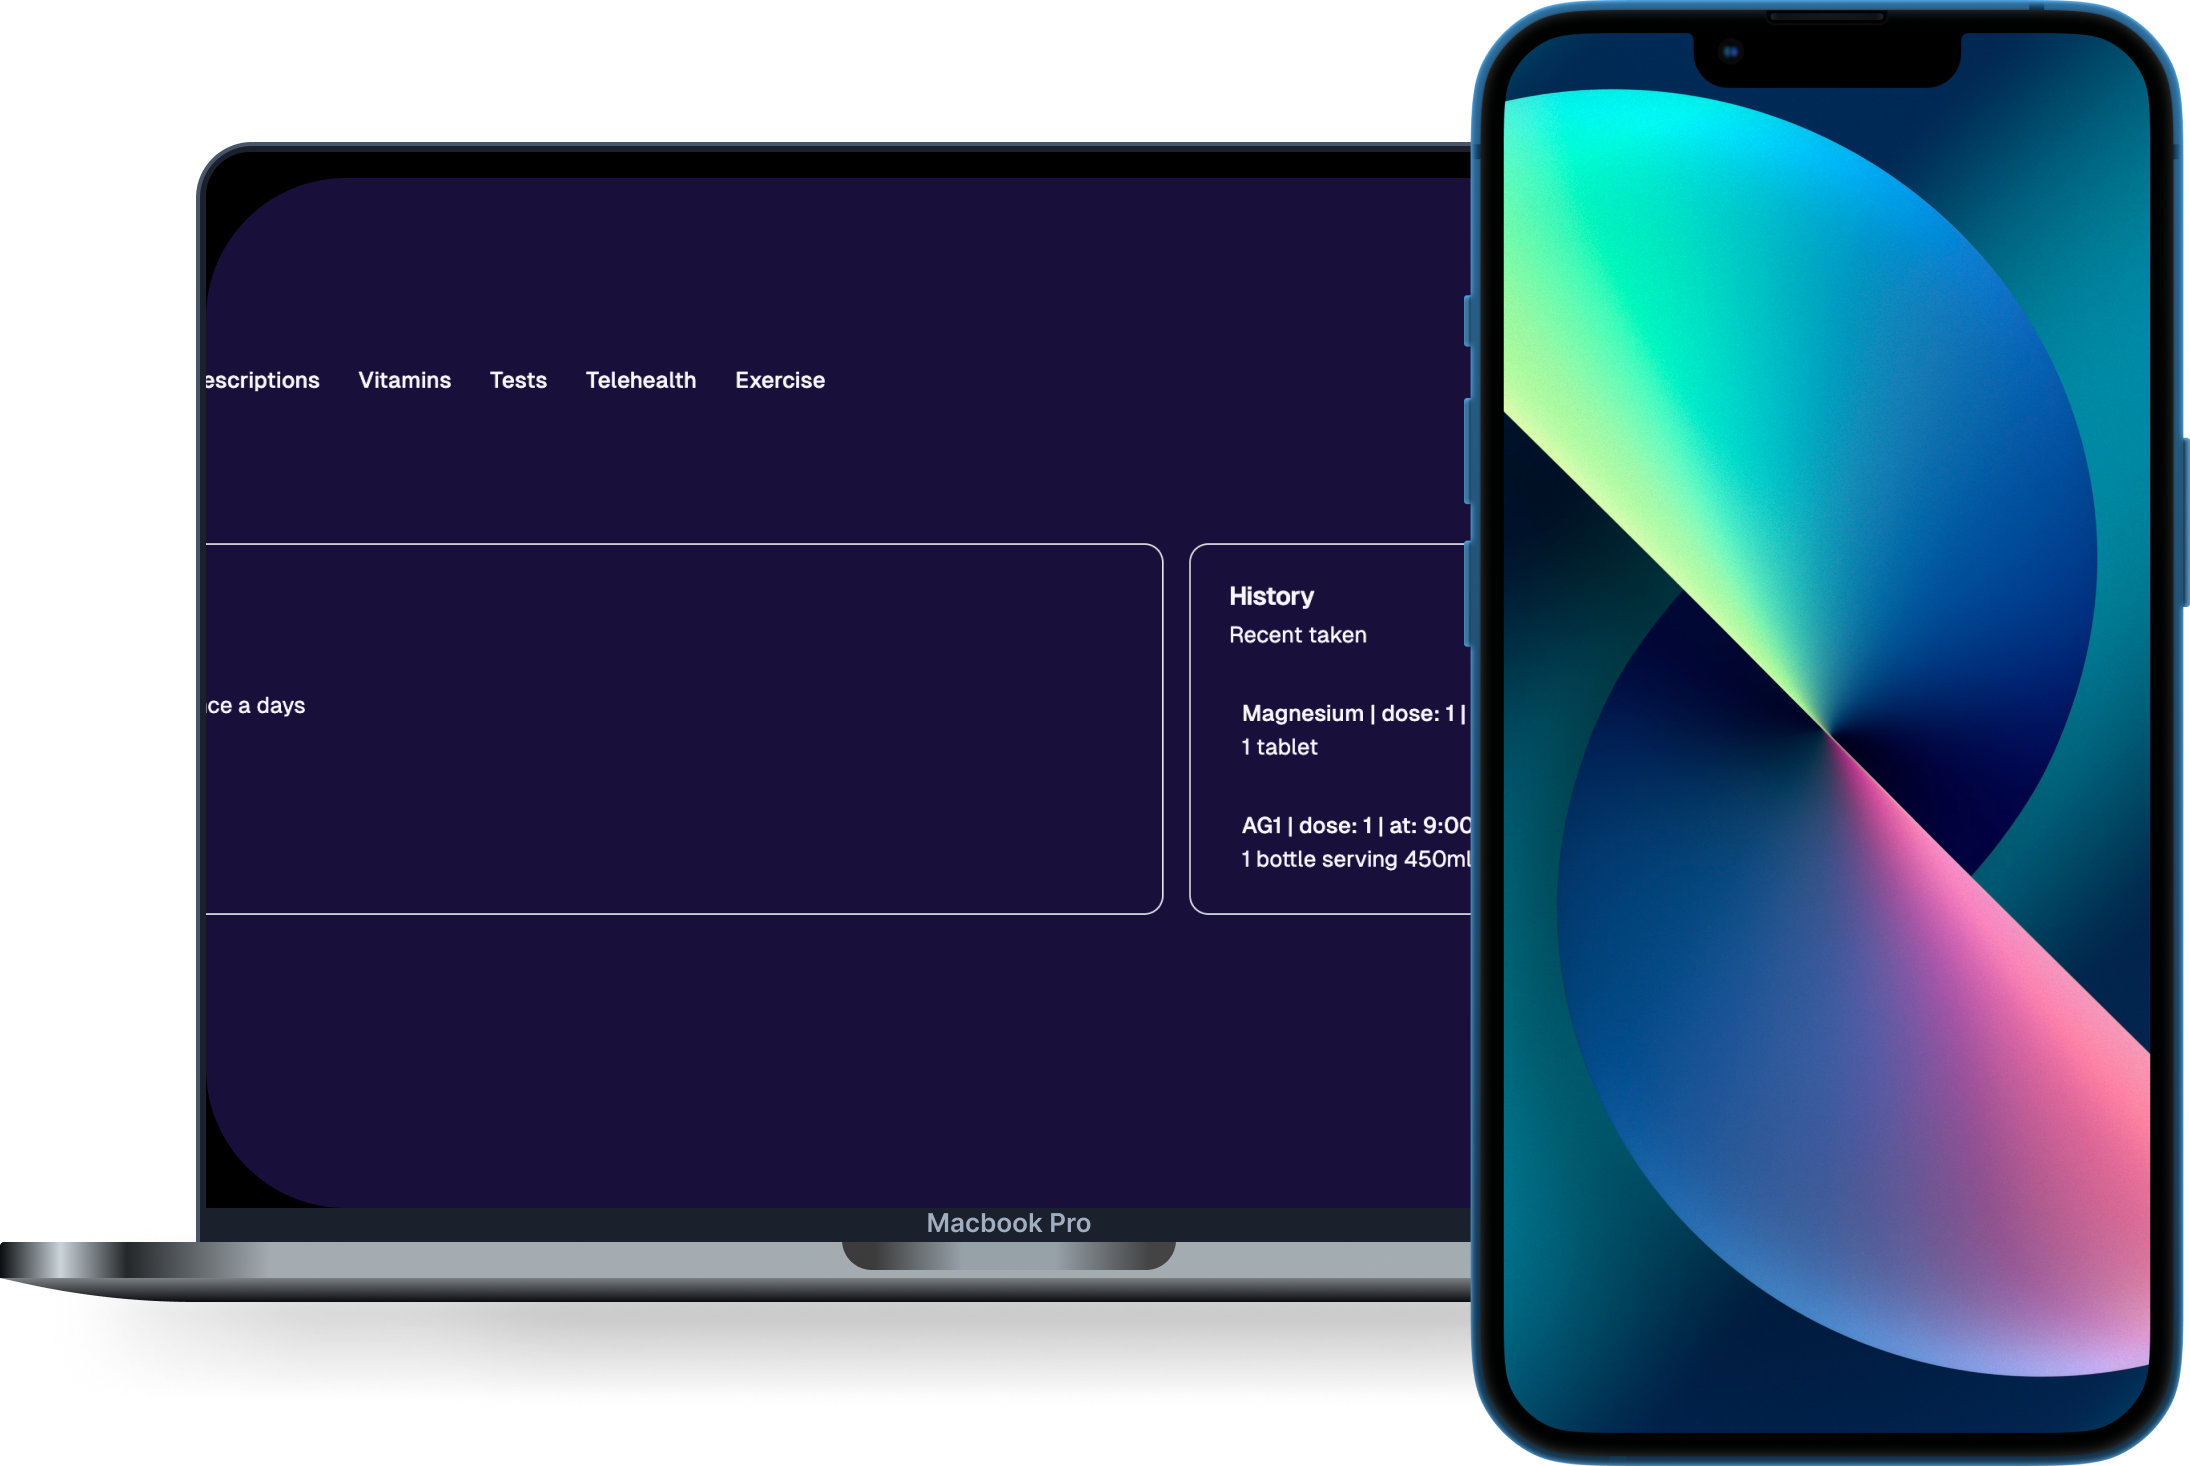 escriptions Vitamins Tests Telehealth Exercise
ce a days
History
Recent taken
Magnesium | dose: 1 |
1 tablet
AG1 | dose: 1 | at: 9:00
1 bottle serving 450ml
Macbook Pro